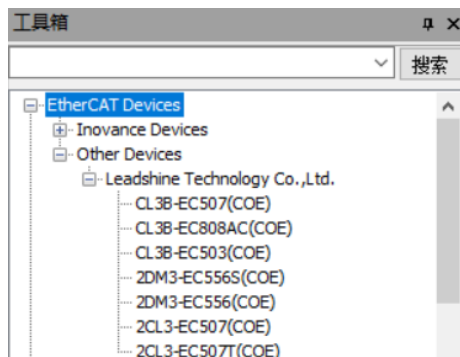 工具箱
搜索
EtherCAT Devices
Inovance Devices
Other Devices
Leadshine Technology Co.,Ltd.
CL3B-EC507(COE)
CL3B-EC808AC(COE)
CL3B-EC503(COE)
2DM3-EC556S(COE)
2DM3-EC556(COE)
2CL3-EC507(COE)
2CL3-EC507T(COE)